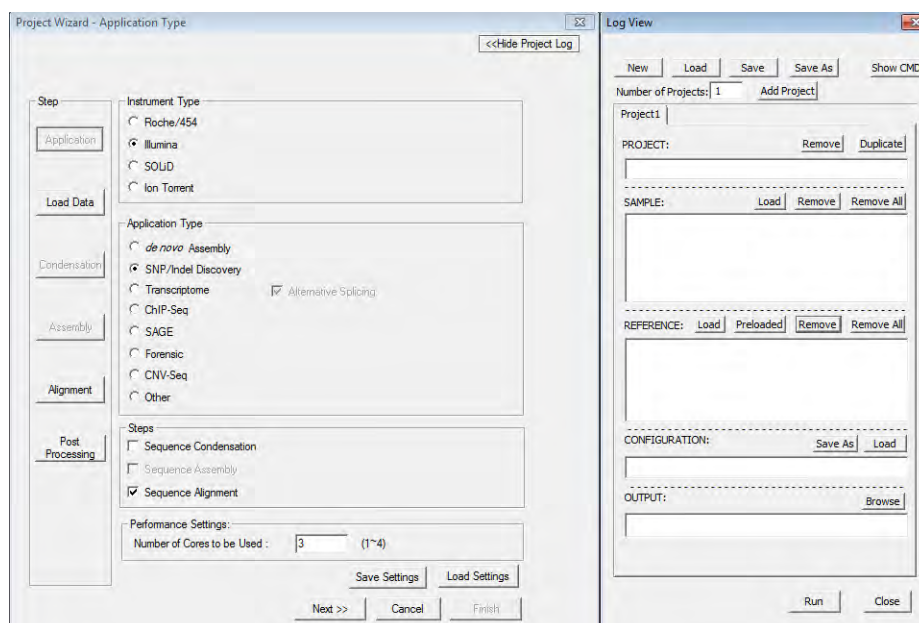 Project Wizard - Application Type
<<Hide Project Log
Step
Application
Load Data
Condensation
Assembly
Alignment
Post
Processing
Instrument Type
Roche/454
Illumina
SOLiD
Ion Torrent
Application Type
de novo Assembly
SNP/Indel Discovery
Transcriptome
Alternative Splicing
ChIP-Seq
SAGE
Forensic
CNV-Seq
Other
Steps
Sequence Condensation
Sequence Assembly
Sequence Alignment
Performance Settings:
Number of Cores to be Used : 3 (1~4)
Save Settings Load Settings
Next >> Cancel Finish
Log View
New Load Save Save As Show CMD
Number of Projects: 1 Add Project
Project1
PROJECT: Remove Duplicate
SAMPLE: Load Remove Remove All
REFERENCE: Load Preloaded Remove Remove All
CONFIGURATION: Save As Load
OUTPUT: Browse
Run Close